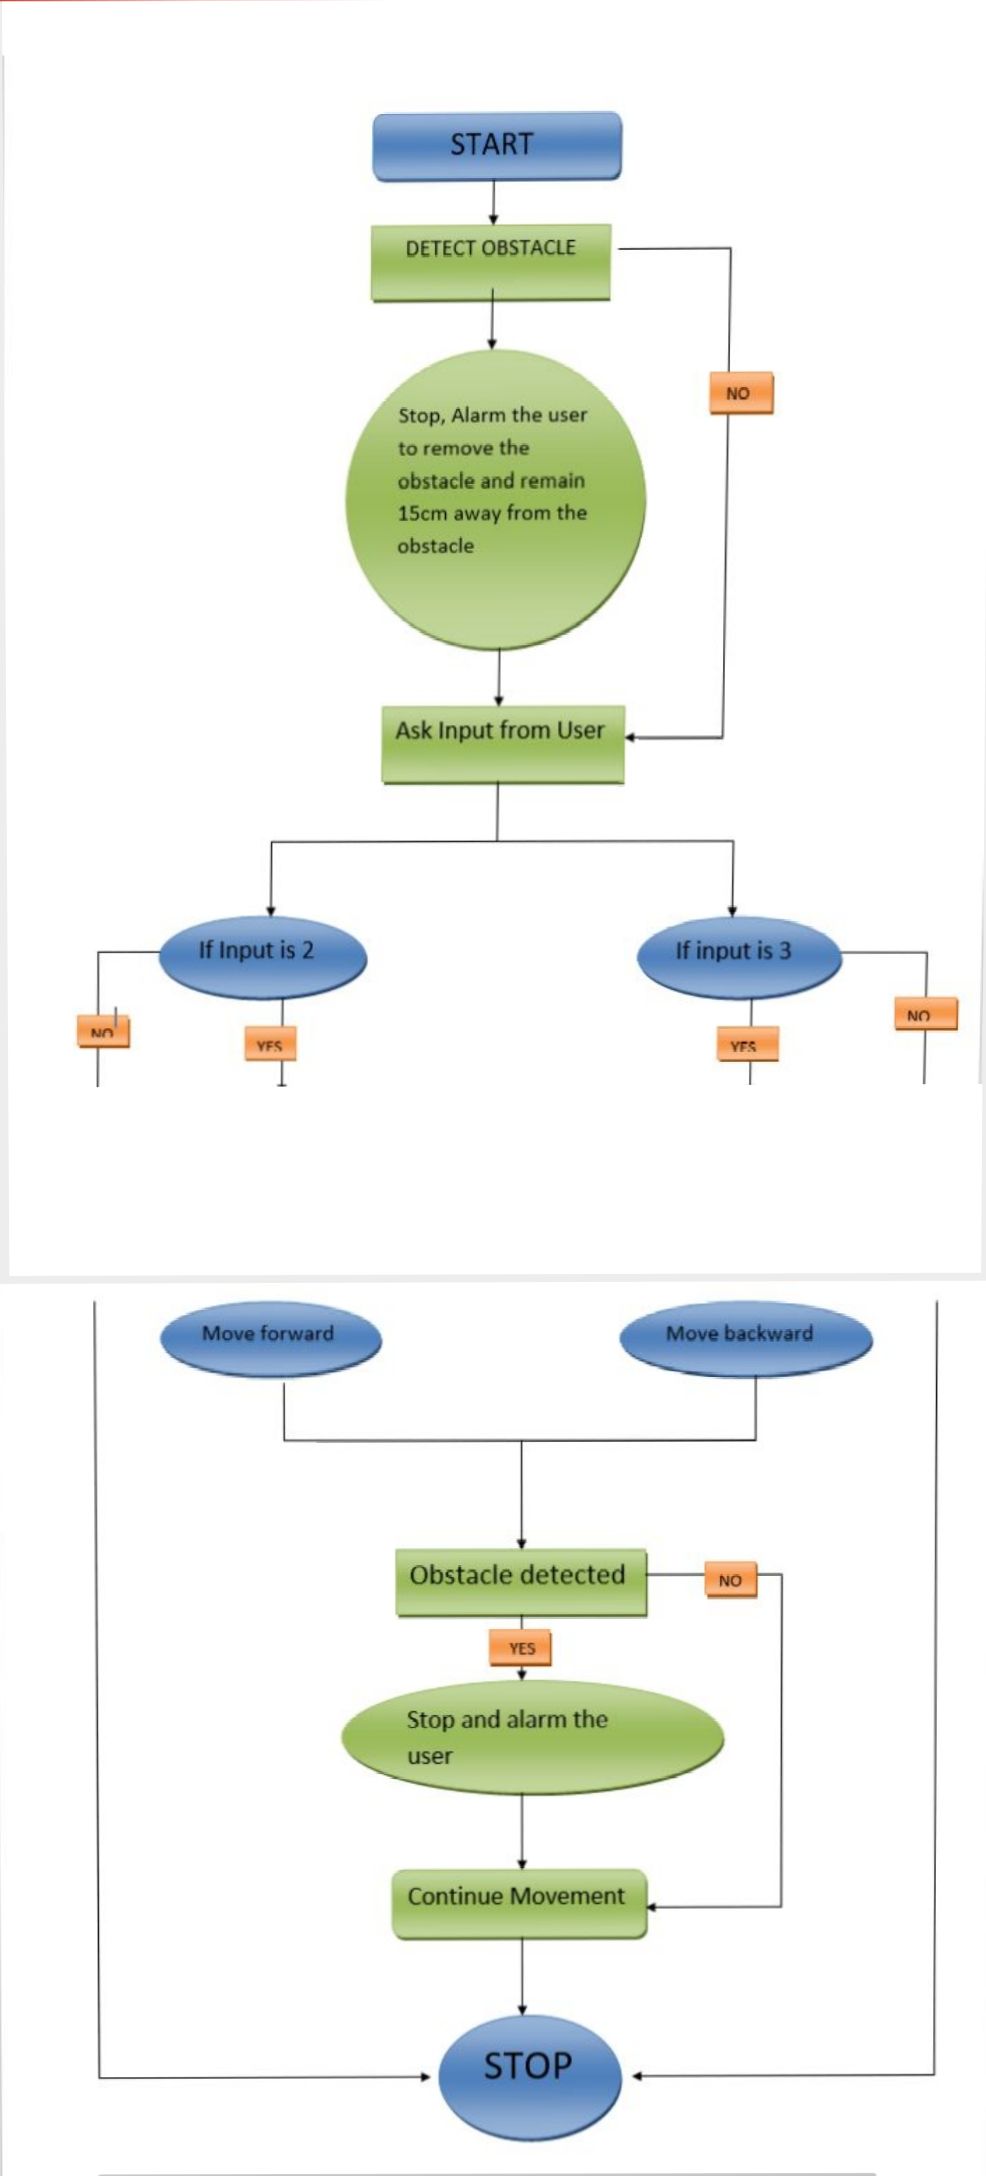 START
DETECT OBSTACLE
NO
Stop, Alarm the user
to remove the
obstacle and remain
15cm away from the
obstacle
Ask Input from User
If Input is 2
If input is 3
NO
YES
YES
NO
Move forward
Move backward
Obstacle detected
NO
YES
Stop and alarm the
user
Continue Movement
STOP